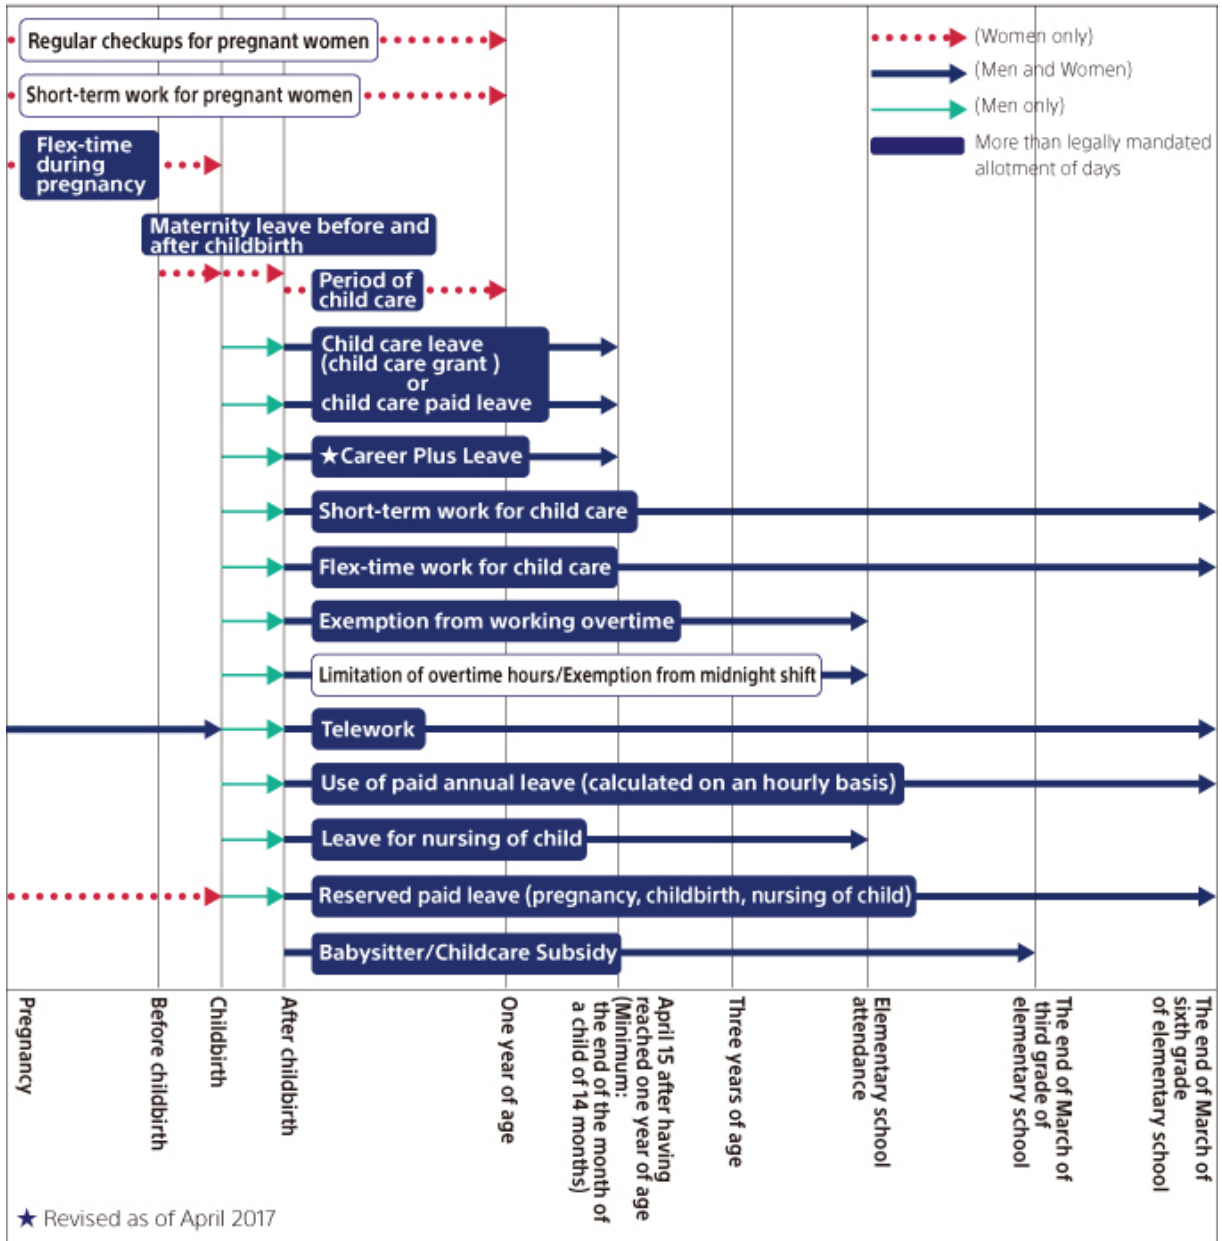 Regular checkups for pregnant women
(Women only)
Short-term work for pregnant women
(Men and Women)
(Men only)
More than legally mandated
allotment of days
Flex-time
during
pregnancy
Maternity leave before and
after childbirth
Period of
child care
Child care leave
(child care grant )
or
child care paid leave
★Career Plus Leave
Short-term work for child care
Flex-time work for child care
Exemption from working overtime
Limitation of overtime hours/Exemption from midnight shift
Telework
Use of paid annual leave (calculated on an hourly basis)
Leave for nursing of child
Reserved paid leave (pregnancy, childbirth, nursing of child)
Babysitter/Childcare Subsidy
Pregnancy
Before childbirth
Childbirth
After childbirth
One year of age
April 15 after having
reached one year of age
(Minimum:
the end of the month of
a child of 14 months)
Three years of age
Elementary school
attendance
The end of March of
third grade of
elementary school
The end of March of
sixth grade
of elementary school
★ Revised as of April 2017